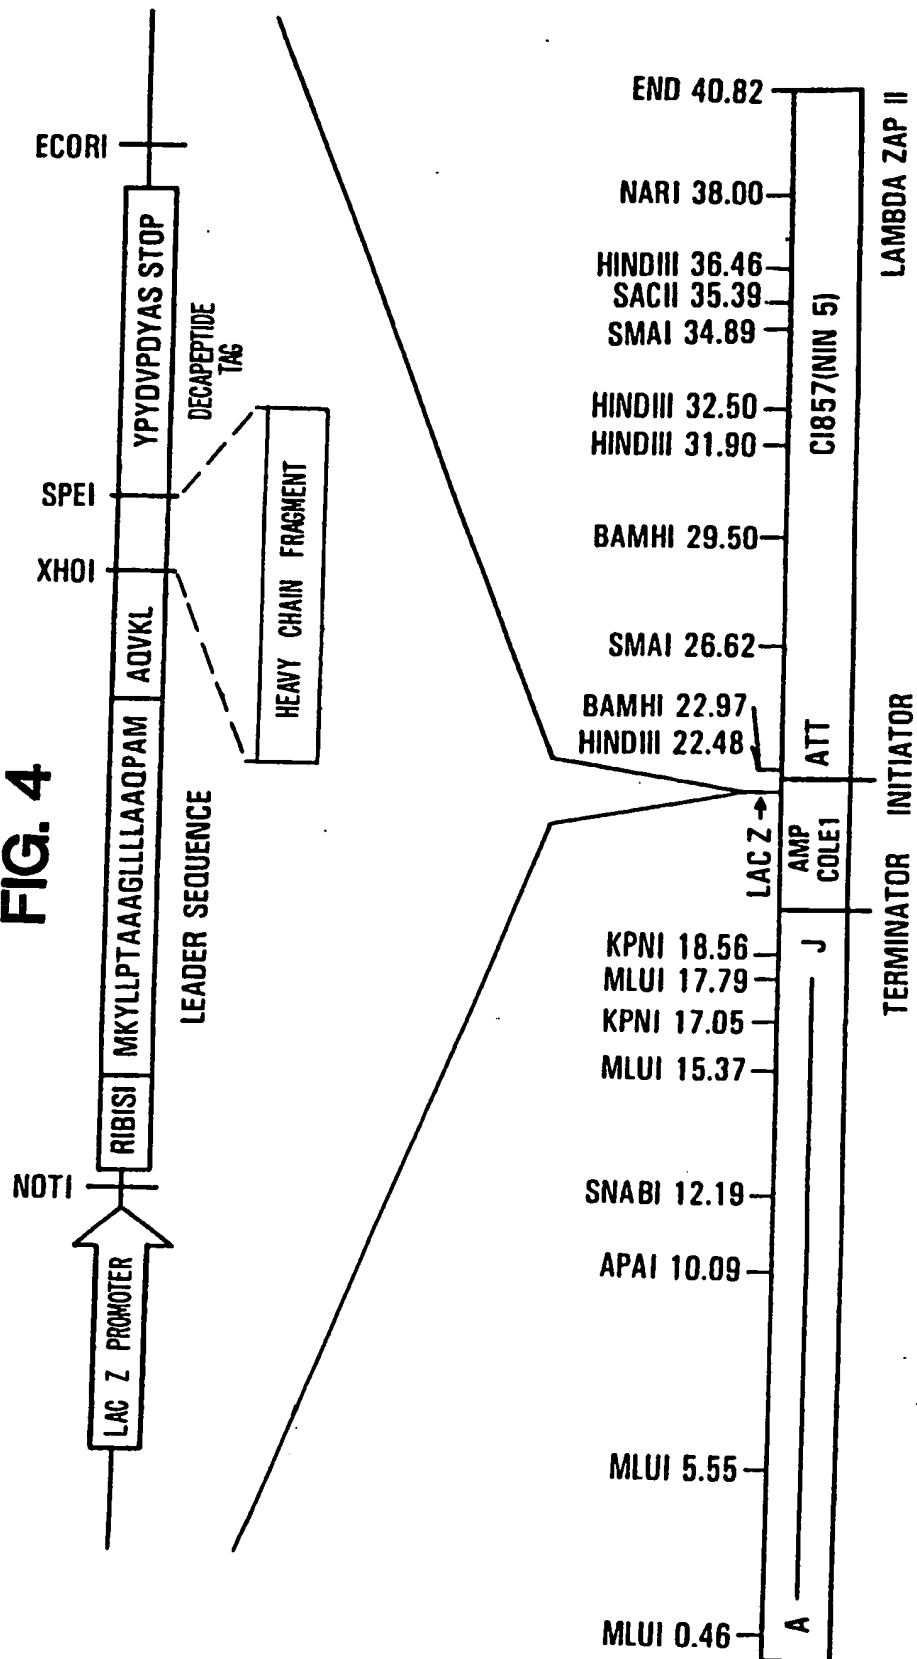 FIG. 4
LAC Z PROMOTER
NOTI
RIBISI
MKYLLPTAAAGLLLLAAQPAM
AQVKL
XHOI
SPEI
YPYDVPDYAS STOP
ECORI
LEADER SEQUENCE
DECAPEPTIDE
TAG
HEAVY CHAIN FRAGMENT
END 40.82
NARI 38.00
HINDIII 36.46
SACII 35.39
SMAI 34.89
HINDIII 32.50
HINDIII 31.90
BAMHI 29.50
SMAI 26.62
BAMHI 22.97
HINDIII 22.48
LAC Z
KPNI 18.56
MLUI 17.79
KPNI 17.05
MLUI 15.37
SNABI 12.19
APAI 10.09
MLUI 5.55
MLUI 0.46
A
J
AMP
COLE1
ATT
CI857(NIN 5)
TERMINATOR
INITIATOR
LAMBDA ZAP II